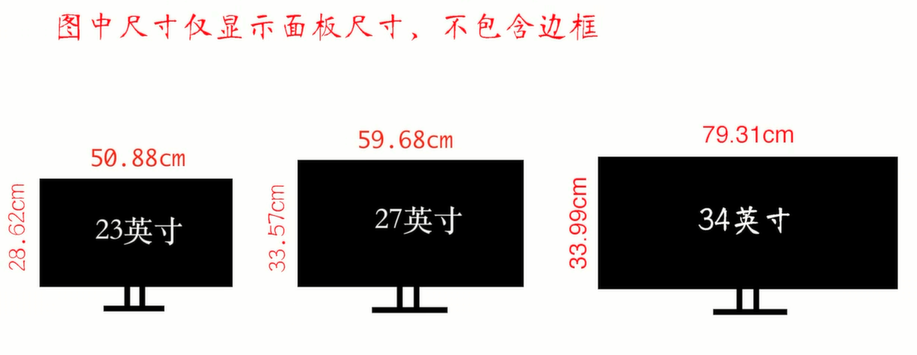 图中尺寸仅显示面板尺寸，不包含边框
50.88cm
28.62cm
23英寸
59.68cm
33.57cm
27英寸
79.31cm
33.99cm
34英寸